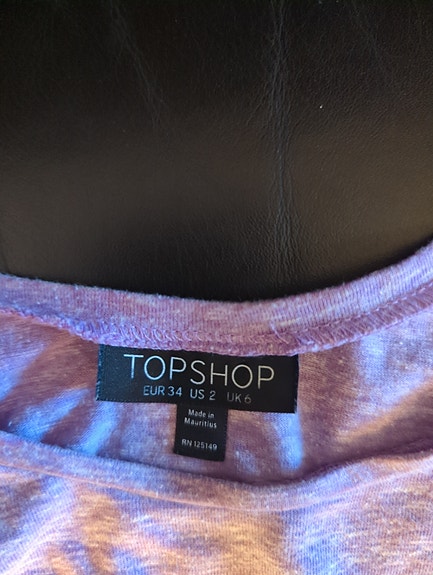 TOPSHOP
EUR 34 US 2 UK 6
Made in
Mauritius
RN 125149